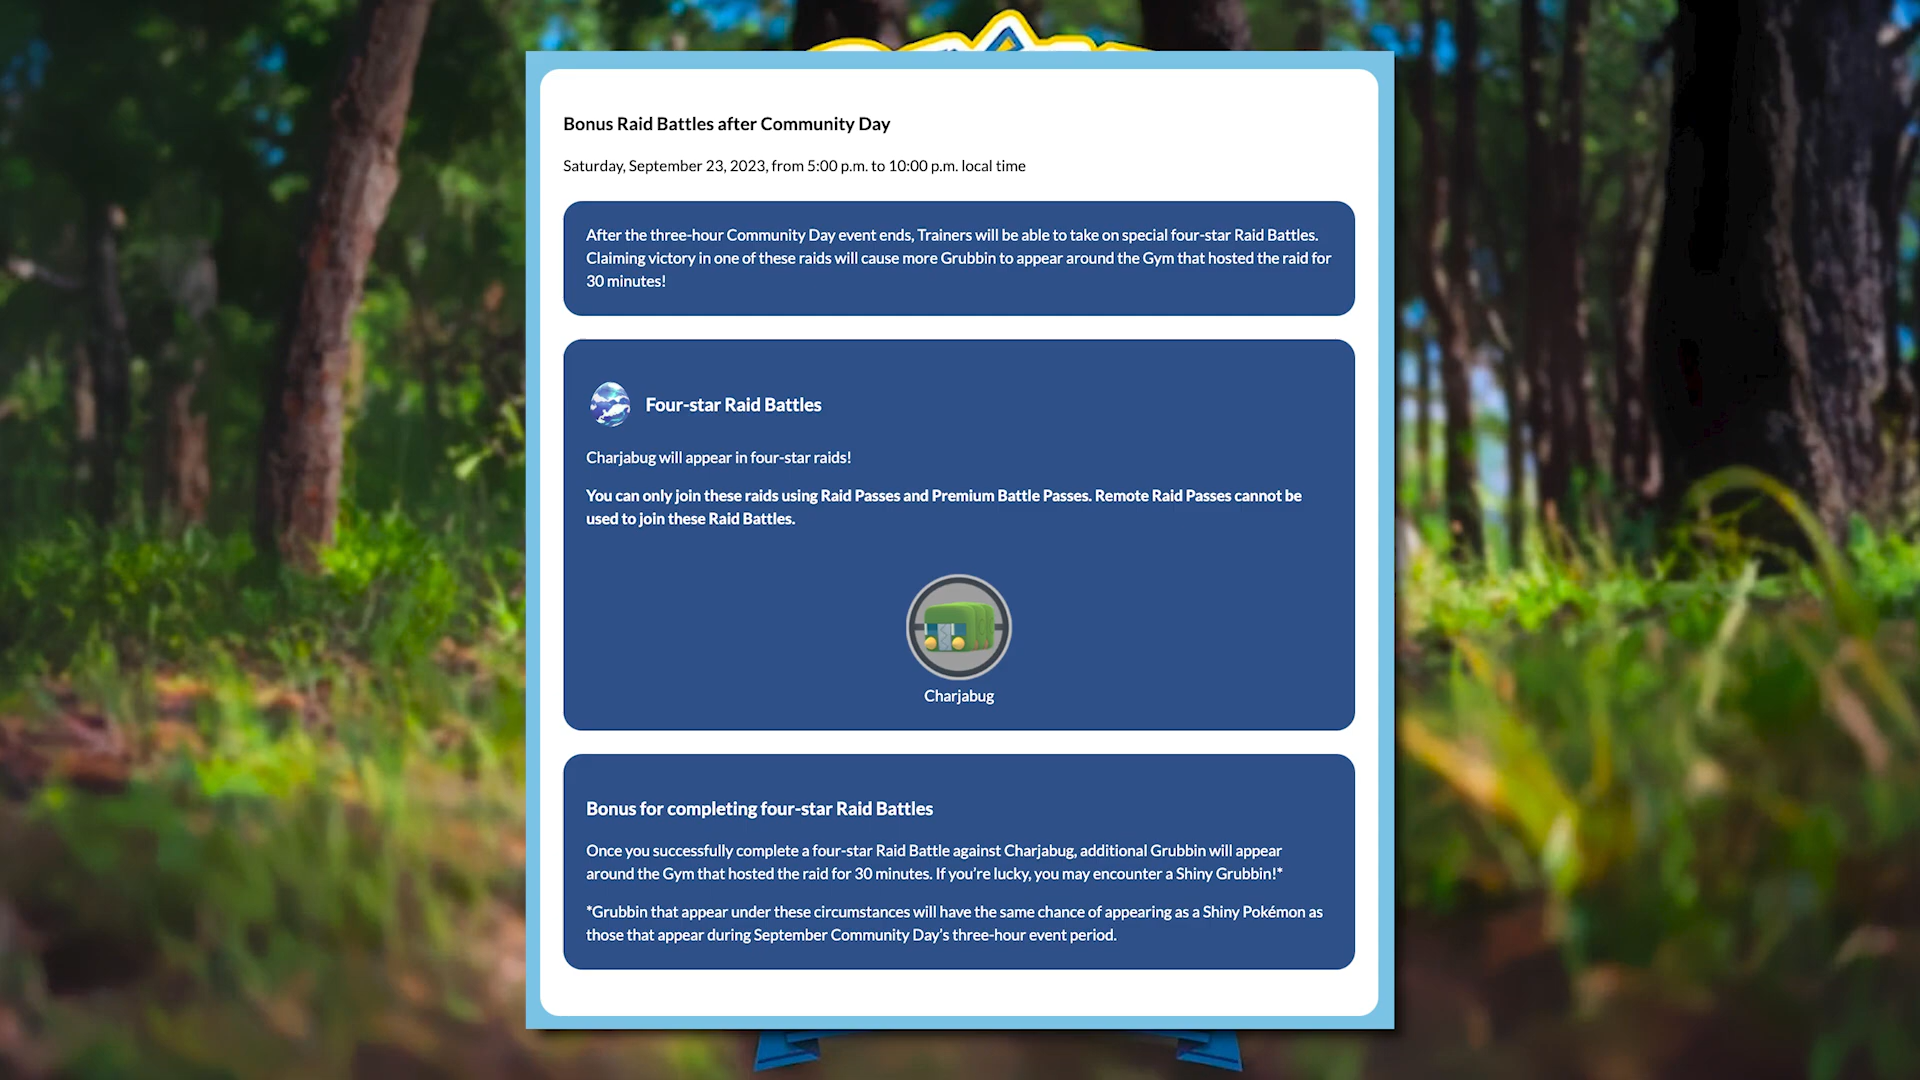 Bonus Raid Battles after Community Day
Saturday, September 23, 2023, from 5:00 p.m. to 10:00 p.m. local time
After the three-hour Community Day event ends, Trainers will be able to take on special four-star Raid Battles.
Claiming victory in one of these raids will cause more Grubbin to appear around the Gym that hosted the raid for
30 minutes!
Four-star Raid Battles
Charjabug will appear in four-star raids!
You can only join these raids using Raid Passes and Premium Battle Passes. Remote Raid Passes cannot be
used to join these Raid Battles.
Charjabug
Bonus for completing four-star Raid Battles
Once you successfully complete a four-star Raid Battle against Charjabug, additional Grubbin will appear
around the Gym that hosted the raid for 30 minutes. If you’re lucky, you may encounter a Shiny Grubbin!*
*Grubbin that appear under these circumstances will have the same chance of appearing as a Shiny Pokémon as
those that appear during September Community Day’s three-hour event period.